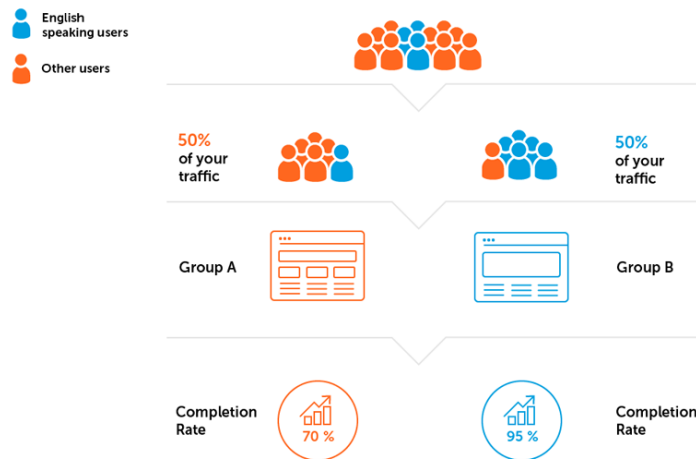 English
speaking users
Other users
50%
of your
traffic
50%
of your
traffic
Group A
Group B
Completion
Rate
70 %
95 %
Completion
Rate